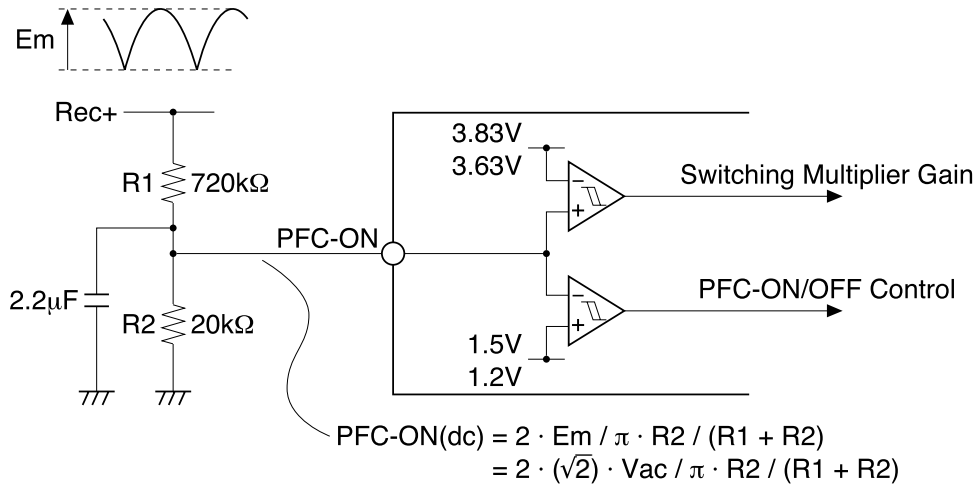 Em
Rec+
R1 720kΩ
2.2μF
R2 20kΩ
PFC-ON
3.83V
3.63V
−
+
Switching Multiplier Gain
−
+
PFC-ON/OFF Control
1.5V
1.2V
PFC-ON(dc) = 2 · Em / π · R2 / (R1 + R2)
= 2 · (√2) · Vac / π · R2 / (R1 + R2)